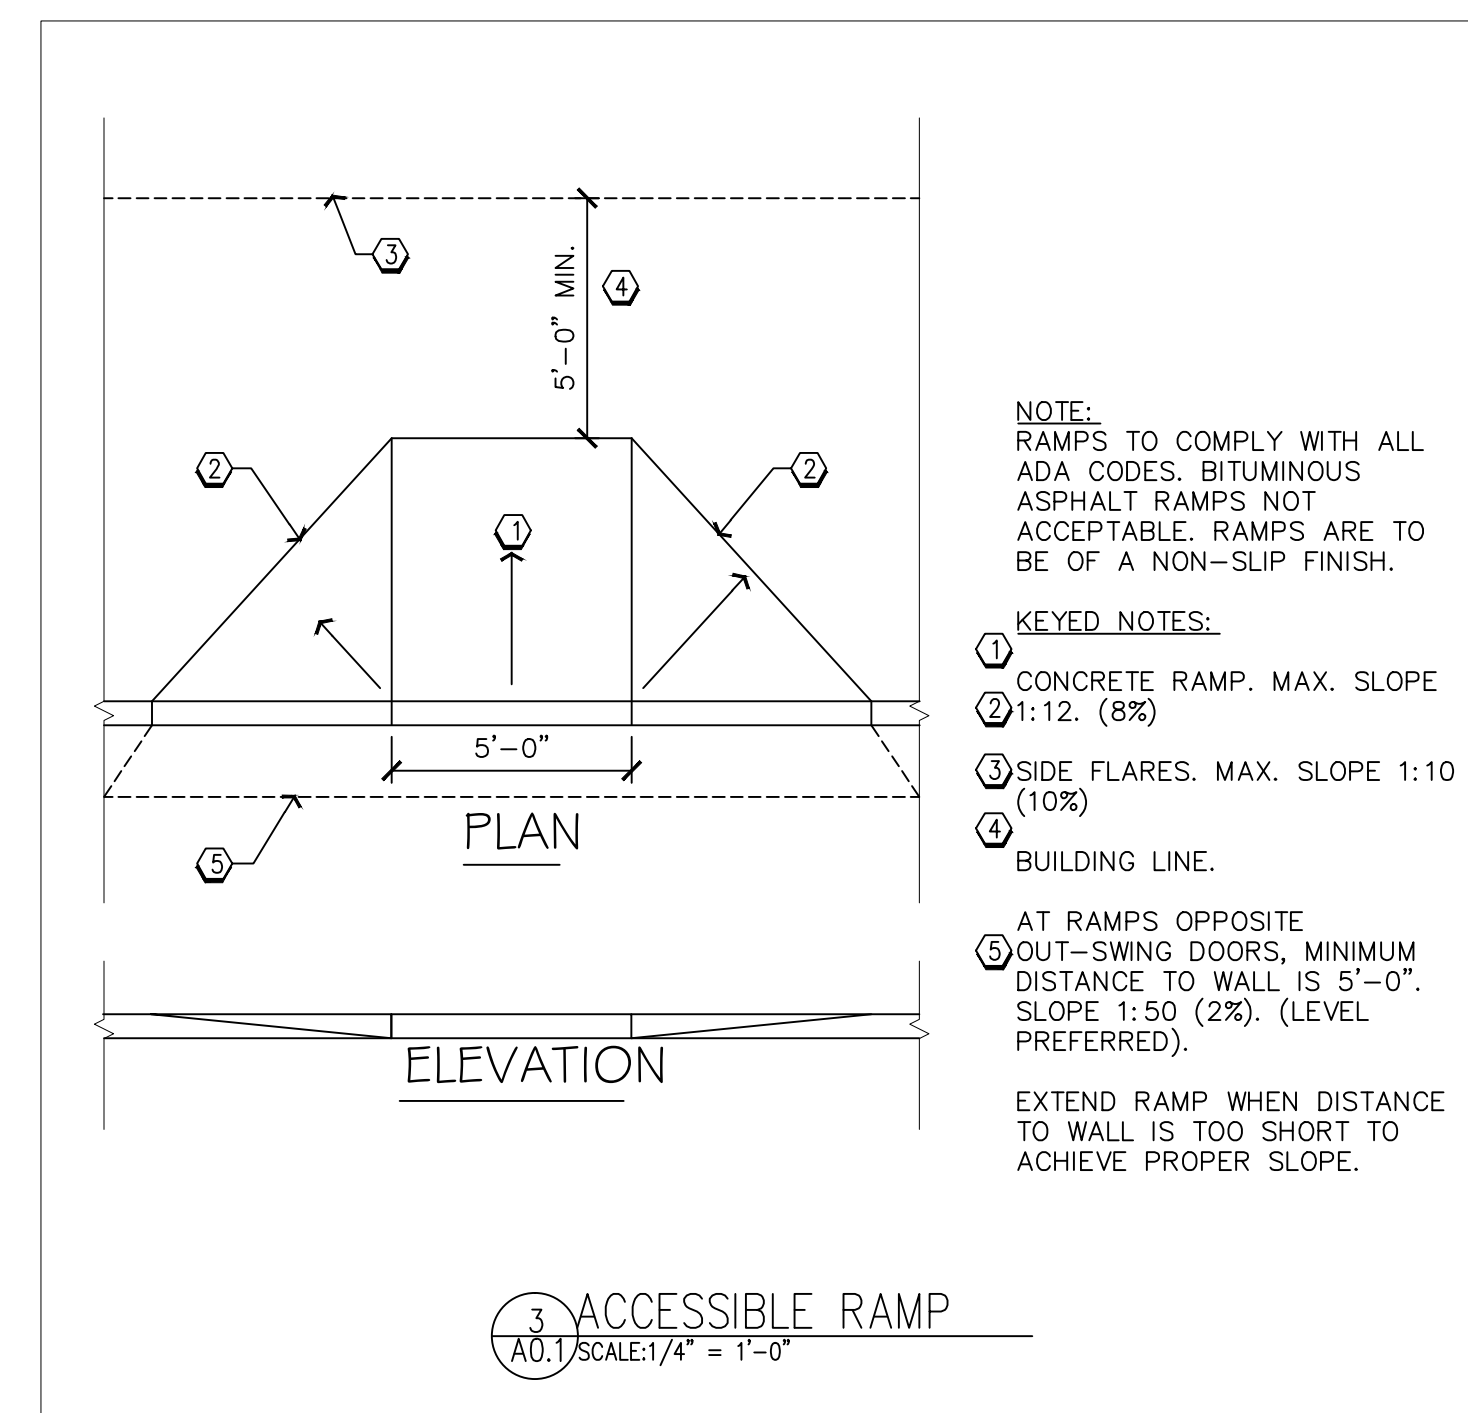 3
5'-0" MIN.
4
2
2
1
5'-0"
PLAN
5
ELEVATION
NOTE:
RAMPS TO COMPLY WITH ALL
ADA CODES. BITUMINOUS
ASPHALT RAMPS NOT
ACCEPTABLE. RAMPS ARE TO
BE OF A NON-SLIP FINISH.
KEYED NOTES:
1
CONCRETE RAMP. MAX. SLOPE
2 1:12. (8%)
3 SIDE FLARES. MAX. SLOPE 1:10
(10%)
4
BUILDING LINE.
AT RAMPS OPPOSITE
5 OUT-SWING DOORS, MINIMUM
DISTANCE TO WALL IS 5'-0".
SLOPE 1:50 (2%). (LEVEL
PREFERRED).
EXTEND RAMP WHEN DISTANCE
TO WALL IS TOO SHORT TO
ACHIEVE PROPER SLOPE.
3 ACCESSIBLE RAMP
A0.1 SCALE:1/4" = 1'-0"